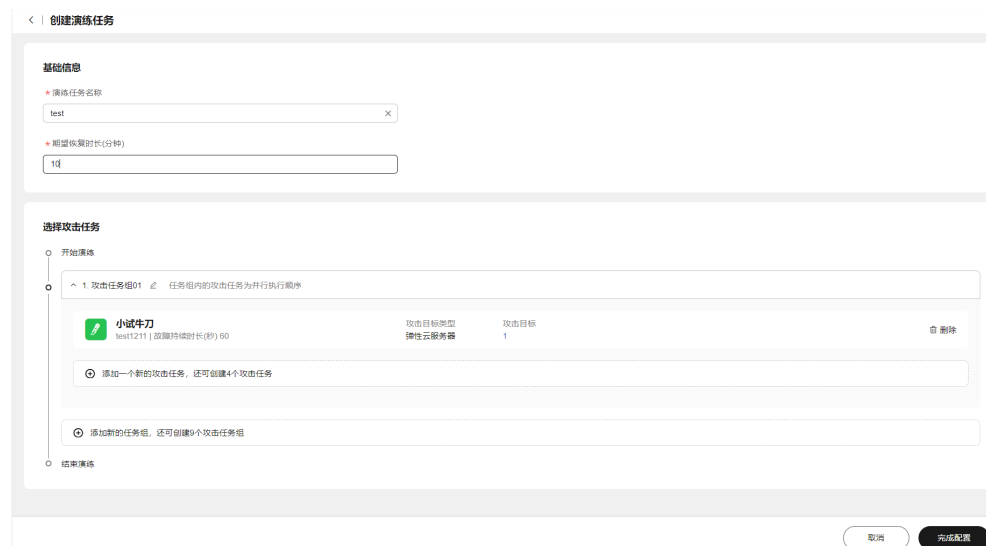 创建演练任务
基础信息
* 演练任务名称
test
* 期望恢复时长(分钟)
10
选择攻击任务
开始演练
1. 攻击任务组01 任务组内的攻击任务为并行执行顺序
小试牛刀 攻击目标类型 攻击目标
test1211 | 故障持续时长(秒) 60 弹性云服务器 1
删除
添加一个新的攻击任务，还可创建4个攻击任务
添加新的任务组，还可创建9个攻击任务组
结束演练
取消 完成配置